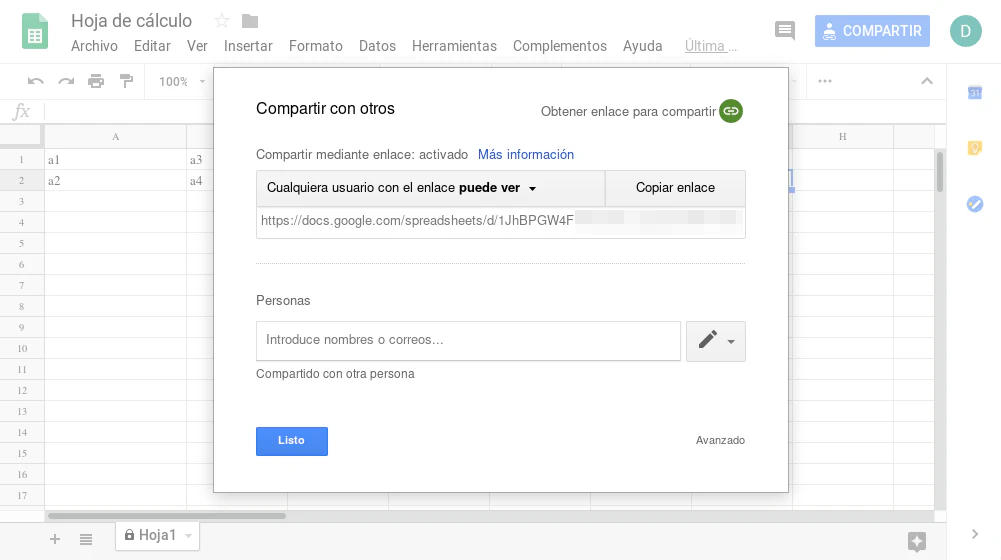 Hoja de cálculo
Archivo Editar Ver Insertar Formato Datos Herramientas Complementos Ayuda Última ...
COMPARTIR
D
100%
31
fx
A H
1 a1 a3
2 a2 a4
3
4
5
6
7
8
9
10
11
12
13
14
15
16
17
Compartir con otros
Obtener enlace para compartir
Compartir mediante enlace: activado Más información
Cualquiera usuario con el enlace puede ver
Copiar enlace
https://docs.google.com/spreadsheets/d/1JhBPGW4F
Personas
Introduce nombres o correos...
Compartido con otra persona
Listo
Avanzado
Hoja1